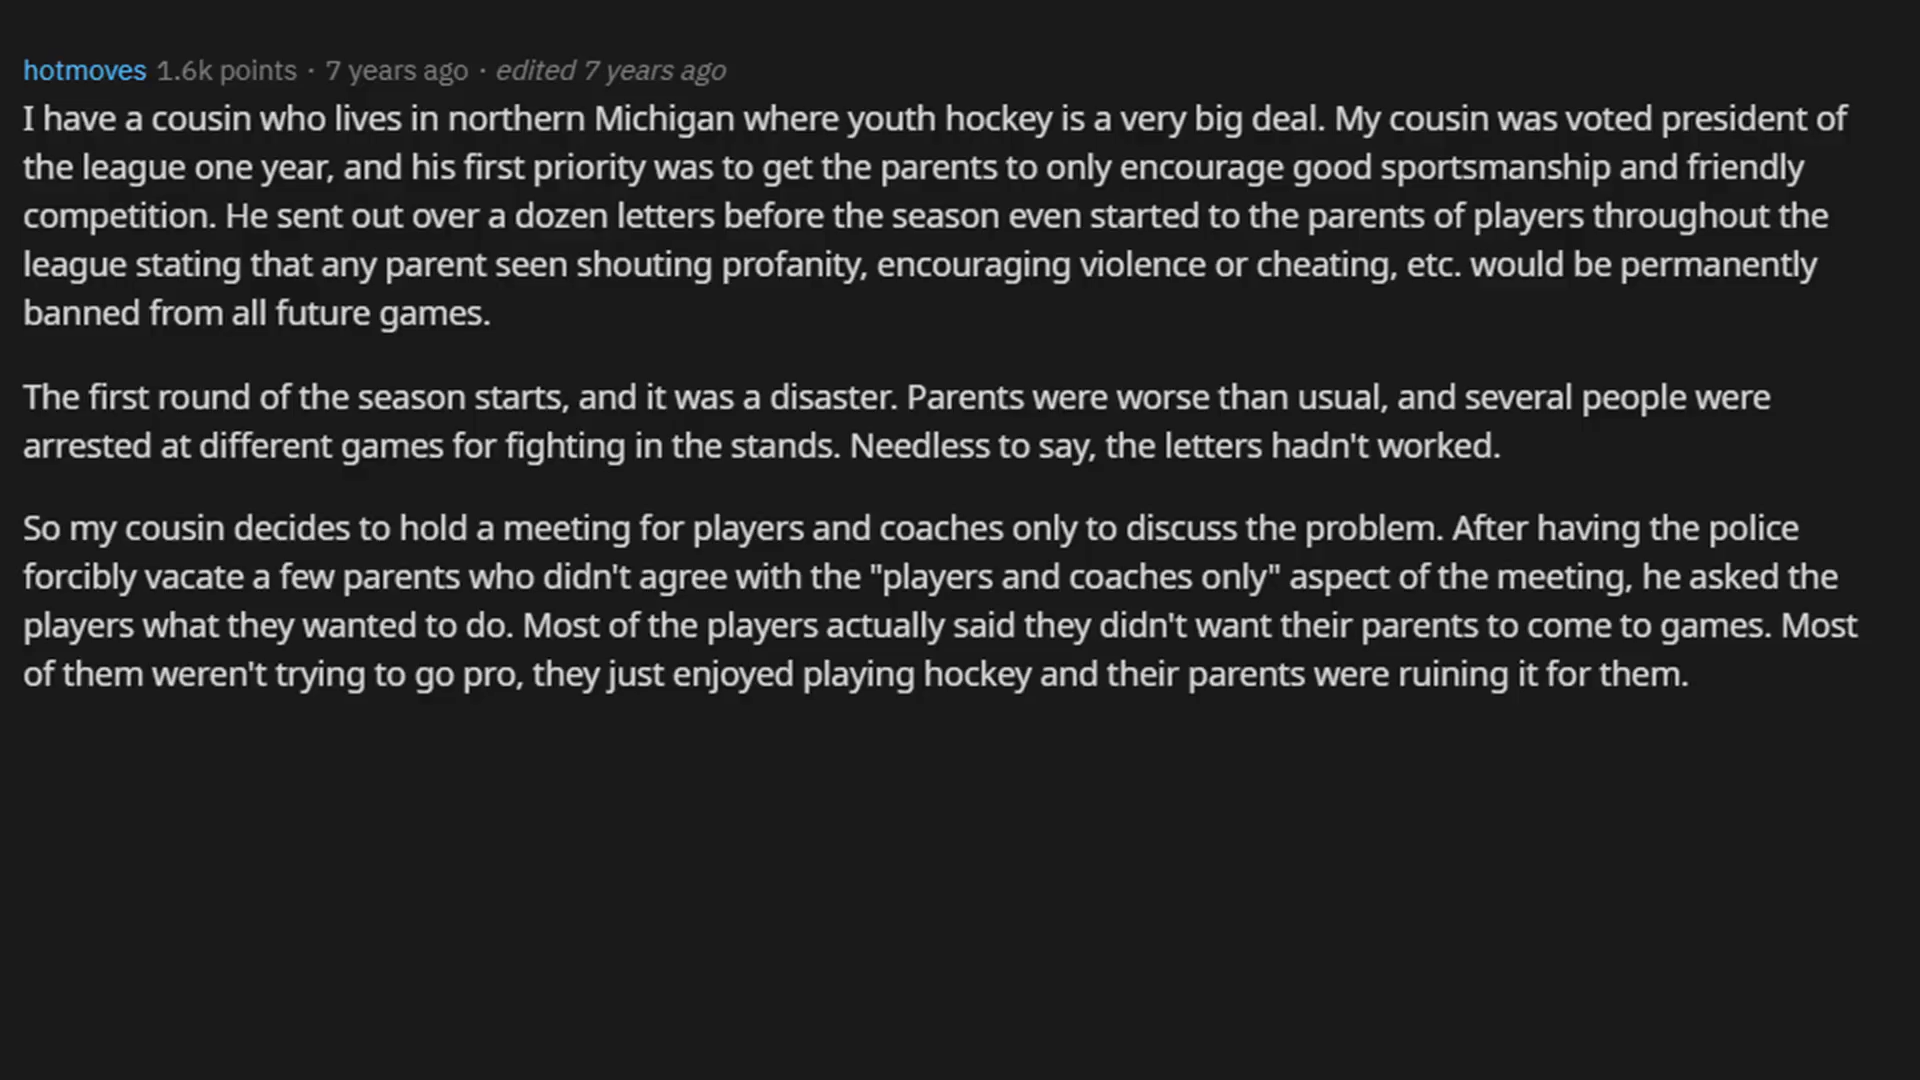 hotmoves 1.6k points · 7 years ago · edited 7 years ago
I have a cousin who lives in northern Michigan where youth hockey is a very big deal. My cousin was voted president of
the league one year, and his first priority was to get the parents to only encourage good sportsmanship and friendly
competition. He sent out over a dozen letters before the season even started to the parents of players throughout the
league stating that any parent seen shouting profanity, encouraging violence or cheating, etc. would be permanently
banned from all future games.
The first round of the season starts, and it was a disaster. Parents were worse than usual, and several people were
arrested at different games for fighting in the stands. Needless to say, the letters hadn't worked.
So my cousin decides to hold a meeting for players and coaches only to discuss the problem. After having the police
forcibly vacate a few parents who didn't agree with the "players and coaches only" aspect of the meeting, he asked the
players what they wanted to do. Most of the players actually said they didn't want their parents to come to games. Most
of them weren't trying to go pro, they just enjoyed playing hockey and their parents were ruining it for them.